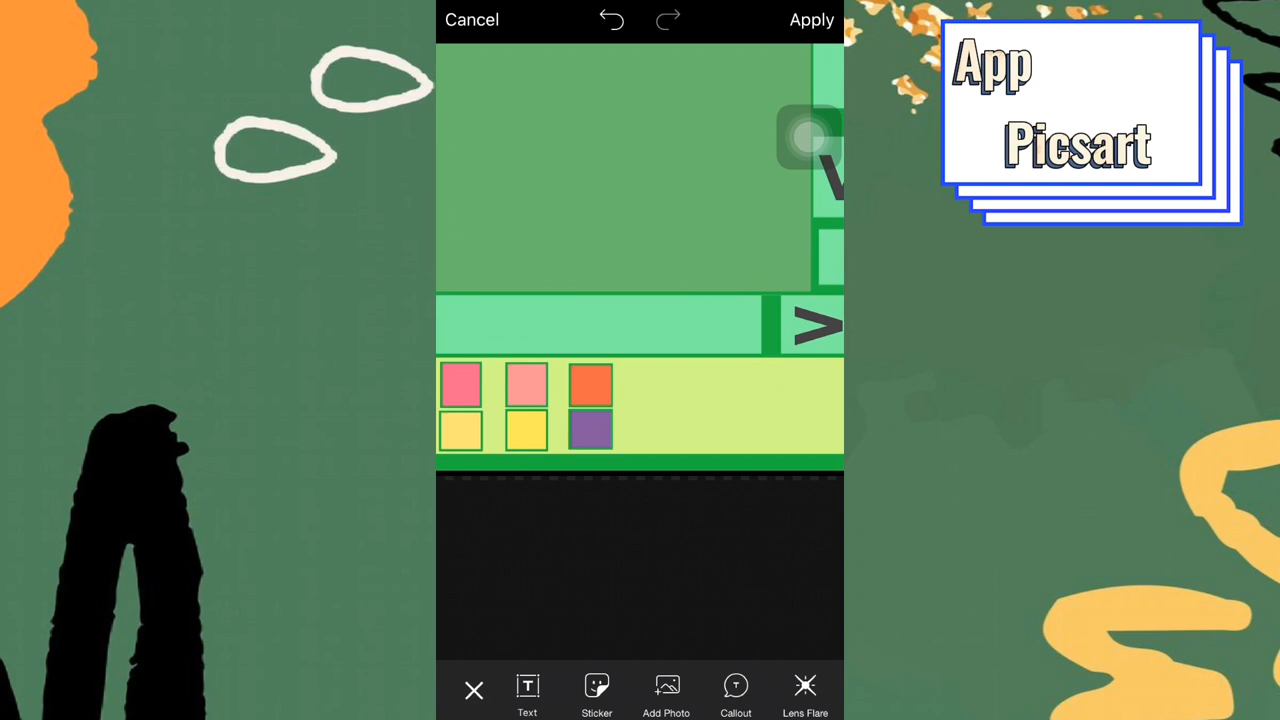 Cancel
Apply
App
Picsart
Text
Sticker
Add Photo
Callout
Lens Flare